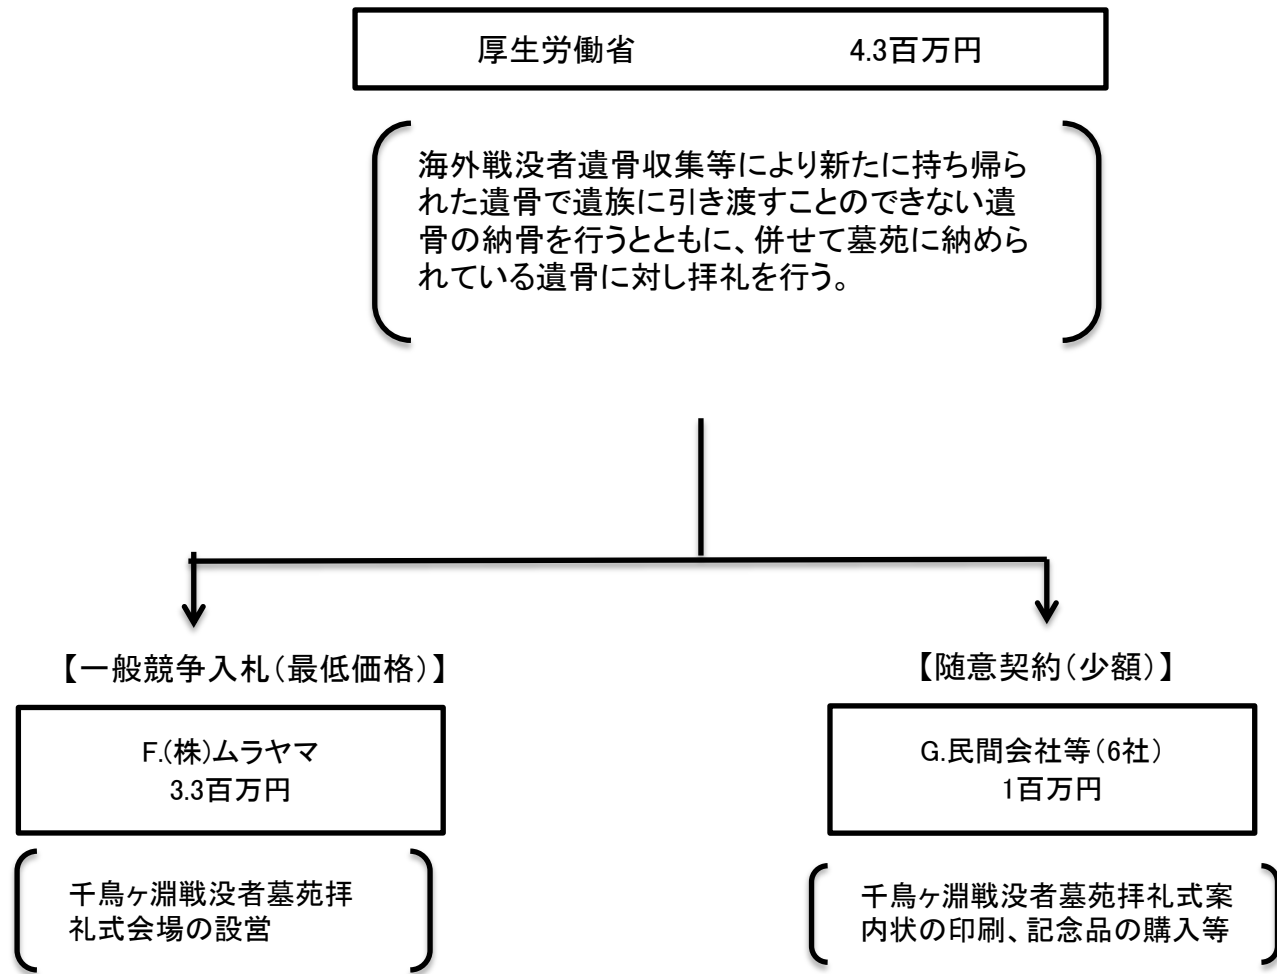 厚生労働省 4.3百万円
海外戦没者遺骨収集等により新たに持ち帰ら
れた遺骨で遺族に引き渡すことのできない遺
骨の納骨を行うとともに、併せて墓苑に納めら
れている遺骨に対し拝礼を行う。
【一般競争入札(最低価格)】
F.(株)ムラヤマ
3.3百万円
千鳥ヶ淵戦没者墓苑拝
礼式会場の設営
【随意契約(少額)】
G.民間会社等(6社)
1百万円
千鳥ヶ淵戦没者墓苑拝礼式案
内状の印刷、記念品の購入等